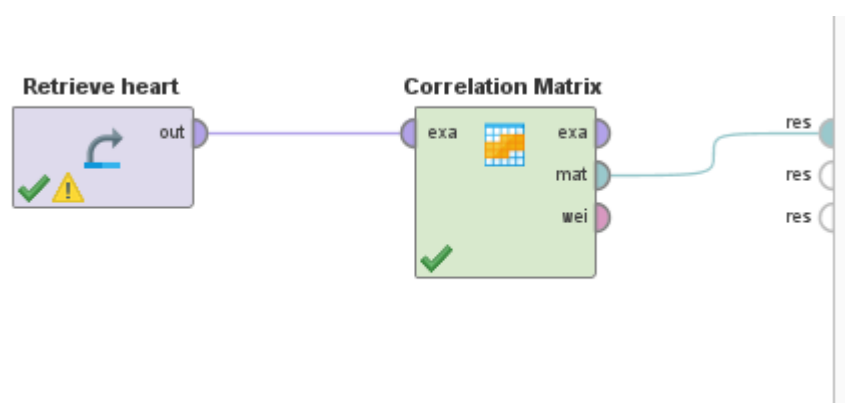 Retrieve heart
out
Correlation Matrix
exa
exa
mat
wei
res
res
res